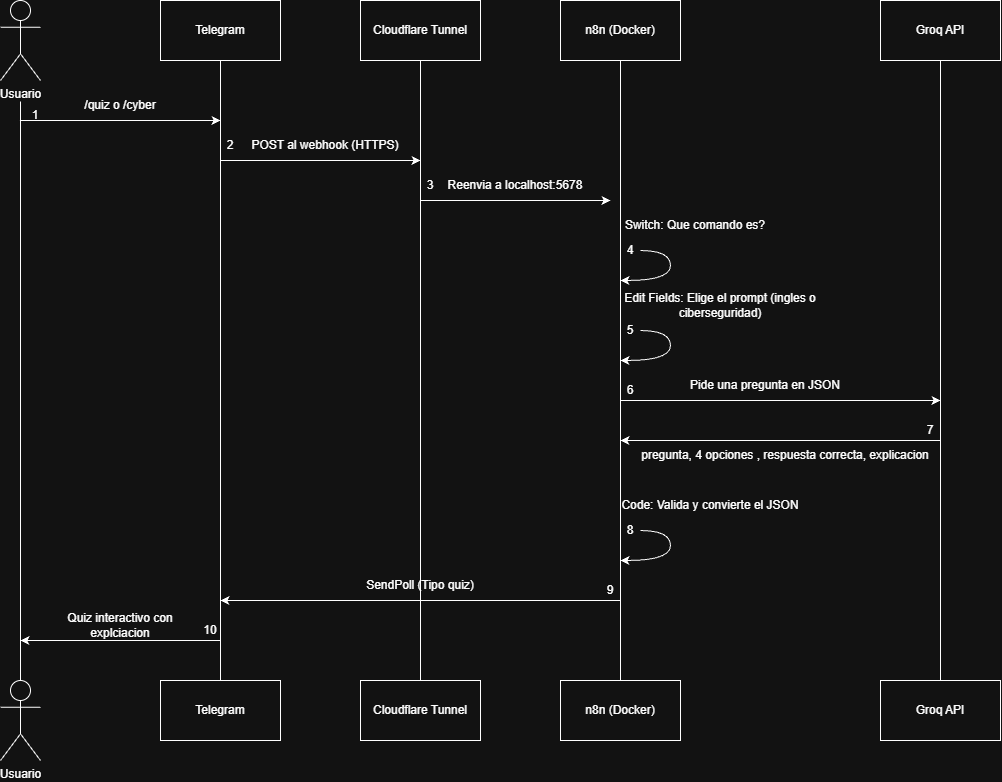 Telegram
Cloudflare Tunnel
n8n (Docker)
Groq API
Usuario
/quiz o /cyber
1
2
POST al webhook (HTTPS)
3
Reenvia a localhost:5678
Switch: Que comando es?
4
Edit Fields: Elige el prompt (ingles o
ciberseguridad)
5
6
Pide una pregunta en JSON
7
pregunta, 4 opciones , respuesta correcta, explicacion
Code: Valida y convierte el JSON
8
SendPoll (Tipo quiz)
9
Quiz interactivo con
explciacion
10
Telegram
Cloudflare Tunnel
n8n (Docker)
Groq API
Usuario